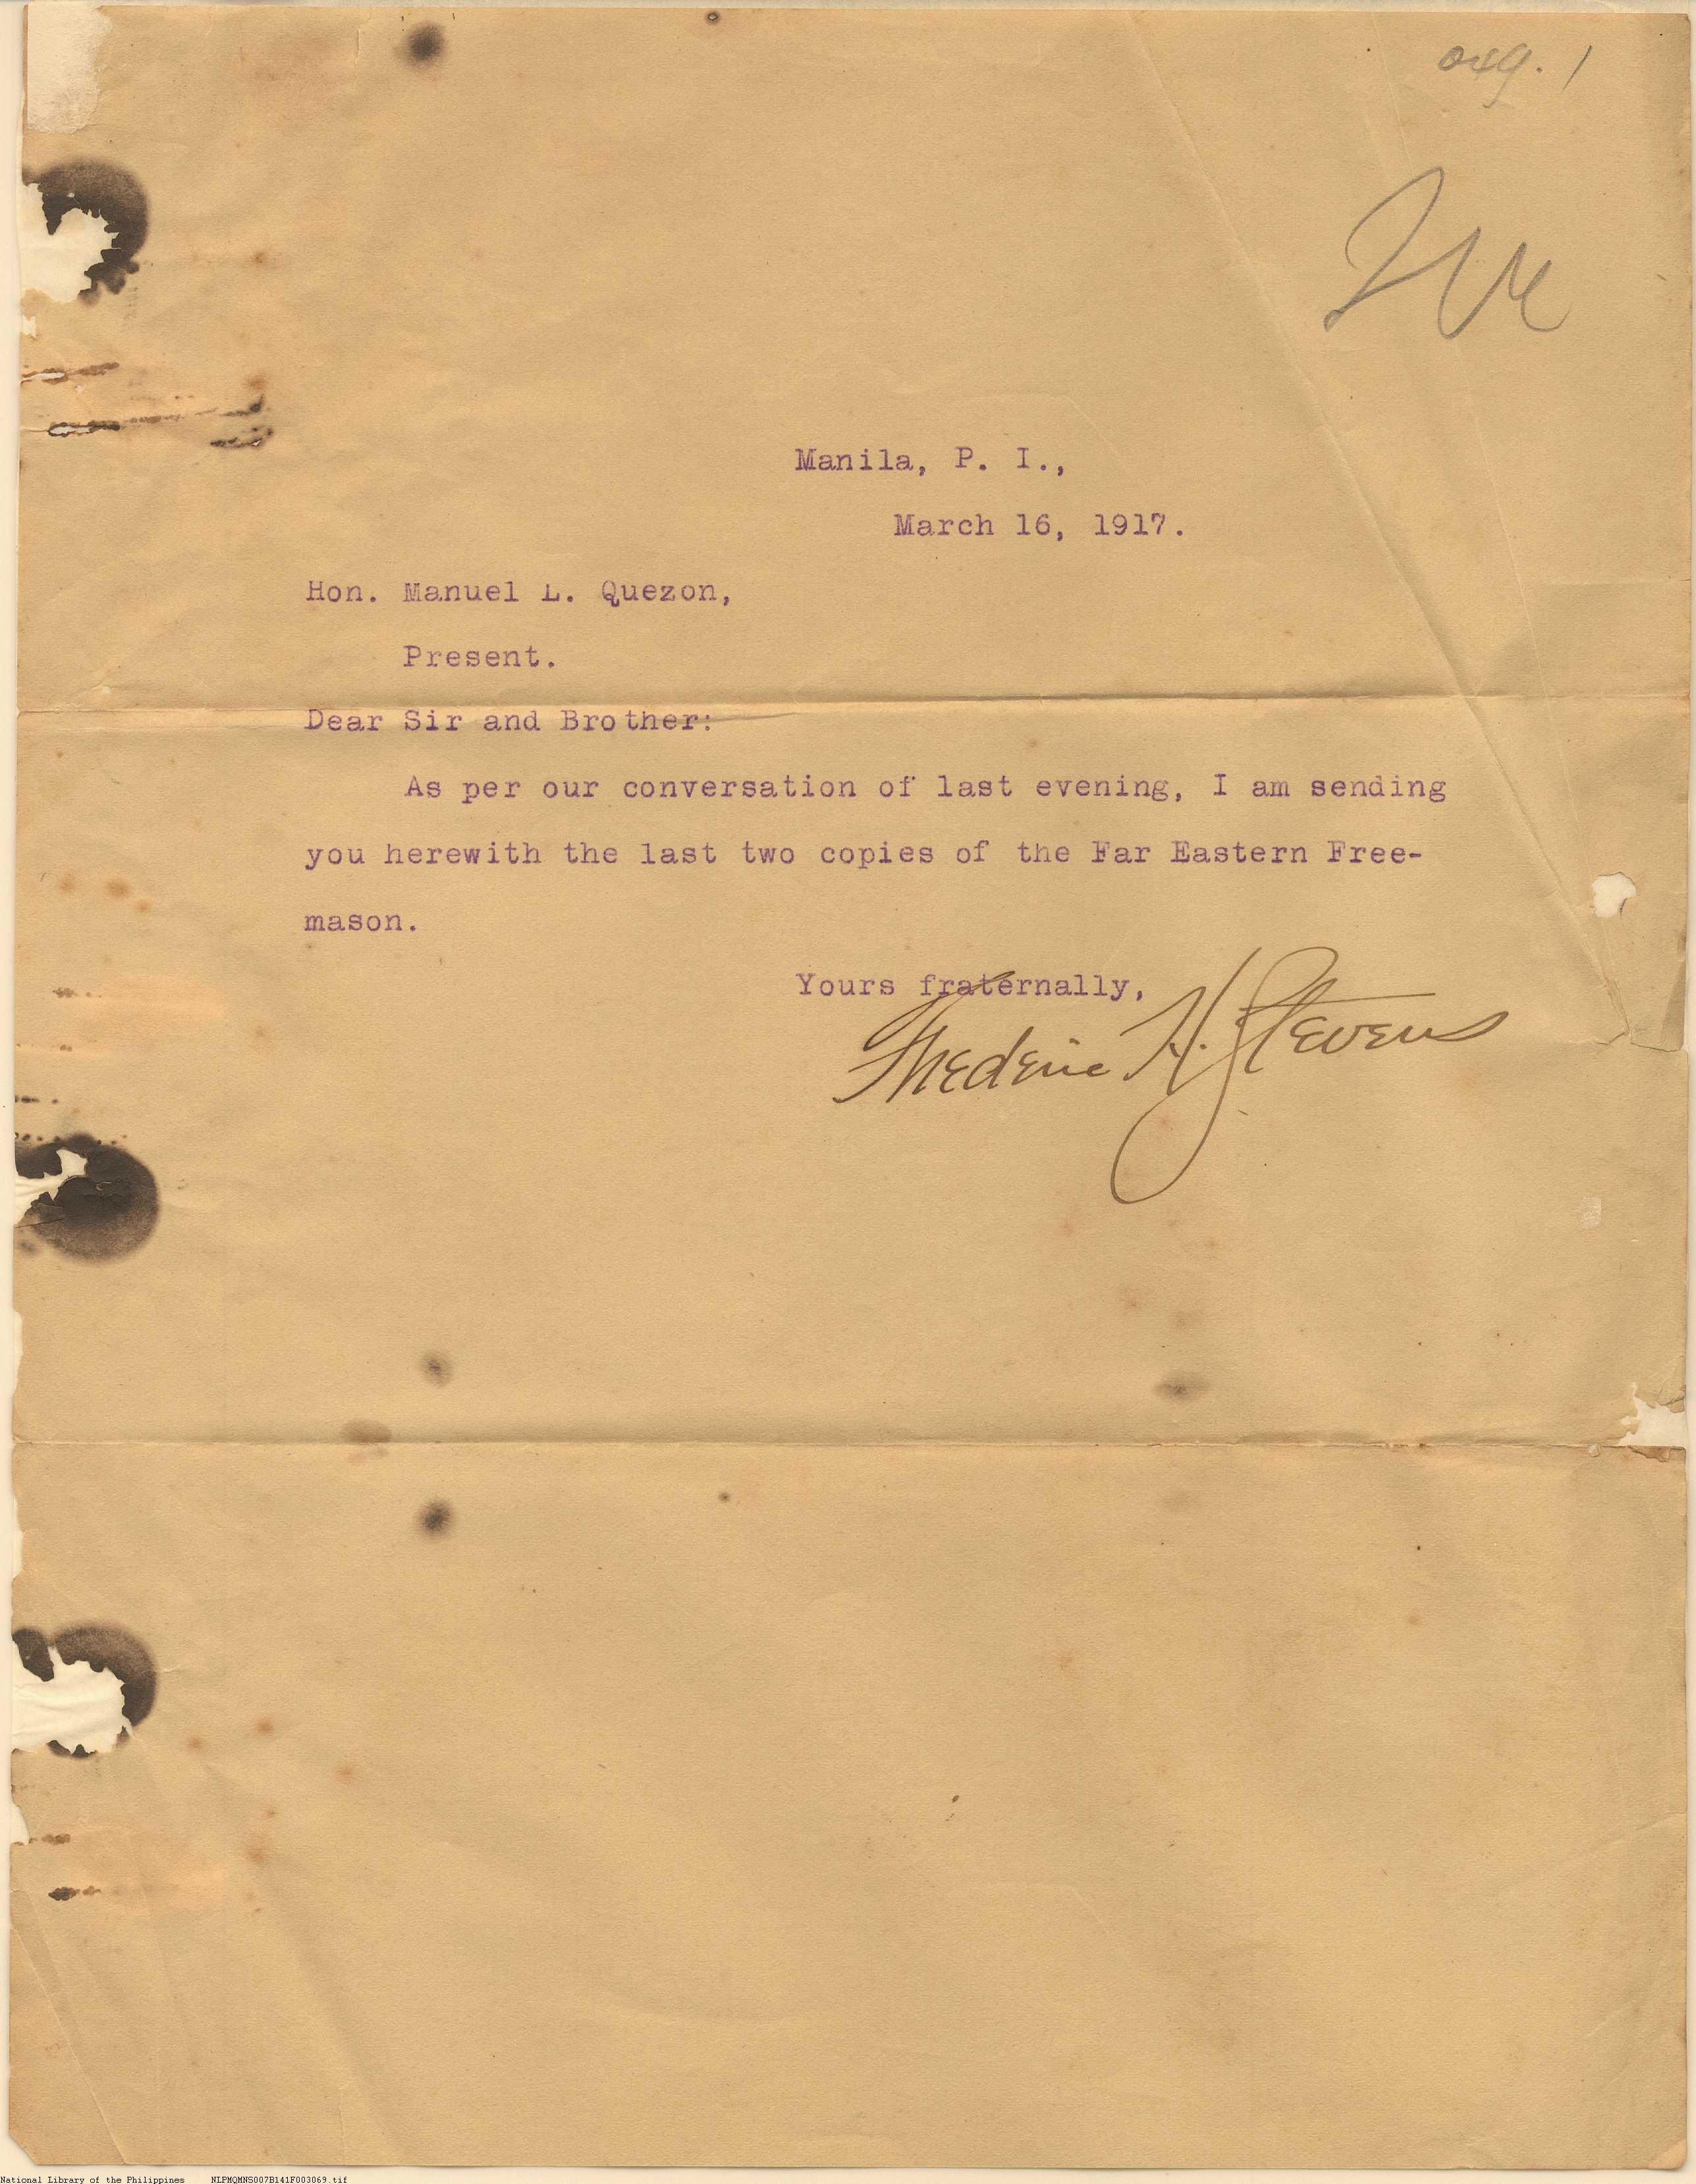 Manila, P. I.,
March 16, 1917.
Hon. Manuel L. Quezon,
Present.
Dear Sir and Brother:
As per our conversation of last evening, I am sending
you herewith the last two copies of the Far Eastern Free-
mason.
Yours fraternally,
Frederic H. Stevens
National Library of the Philippines NLPMQMNS007B141F003069.tif